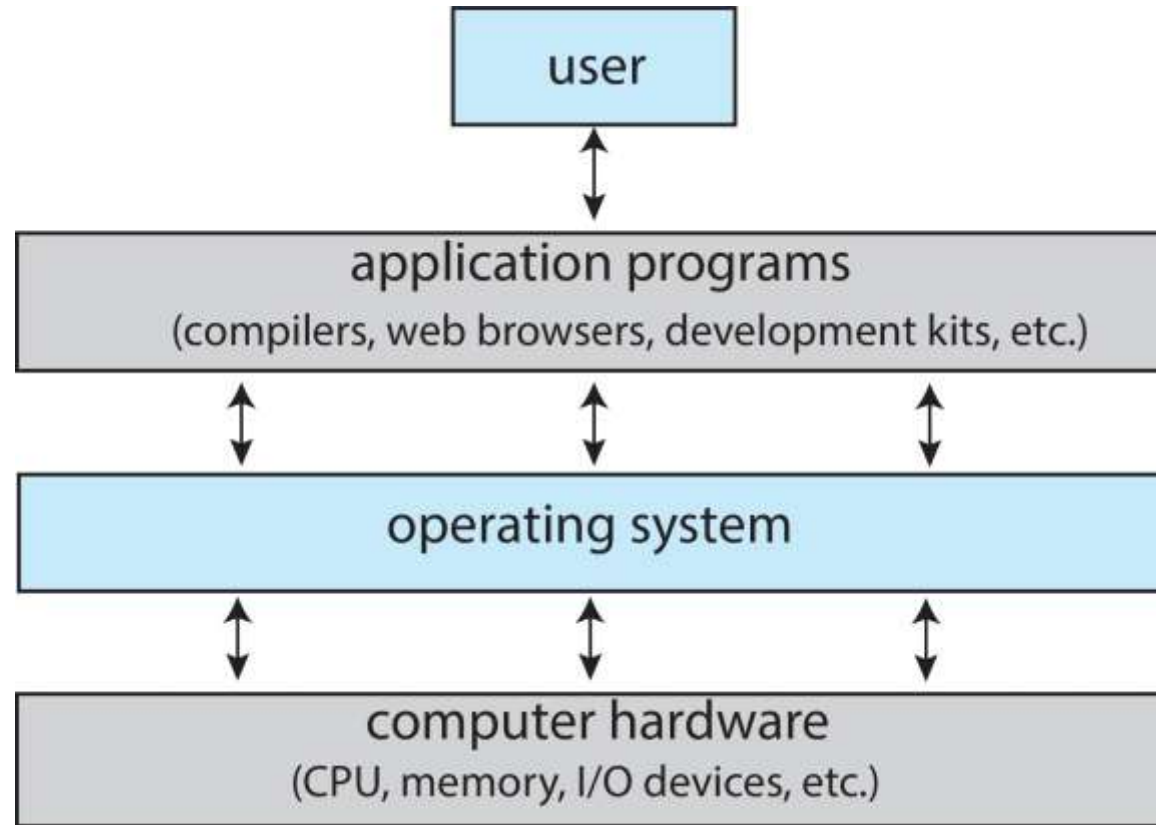 user
application programs
(compilers, web browsers, development kits, etc.)
operating system
computer hardware
(CPU, memory, I/O devices, etc.)